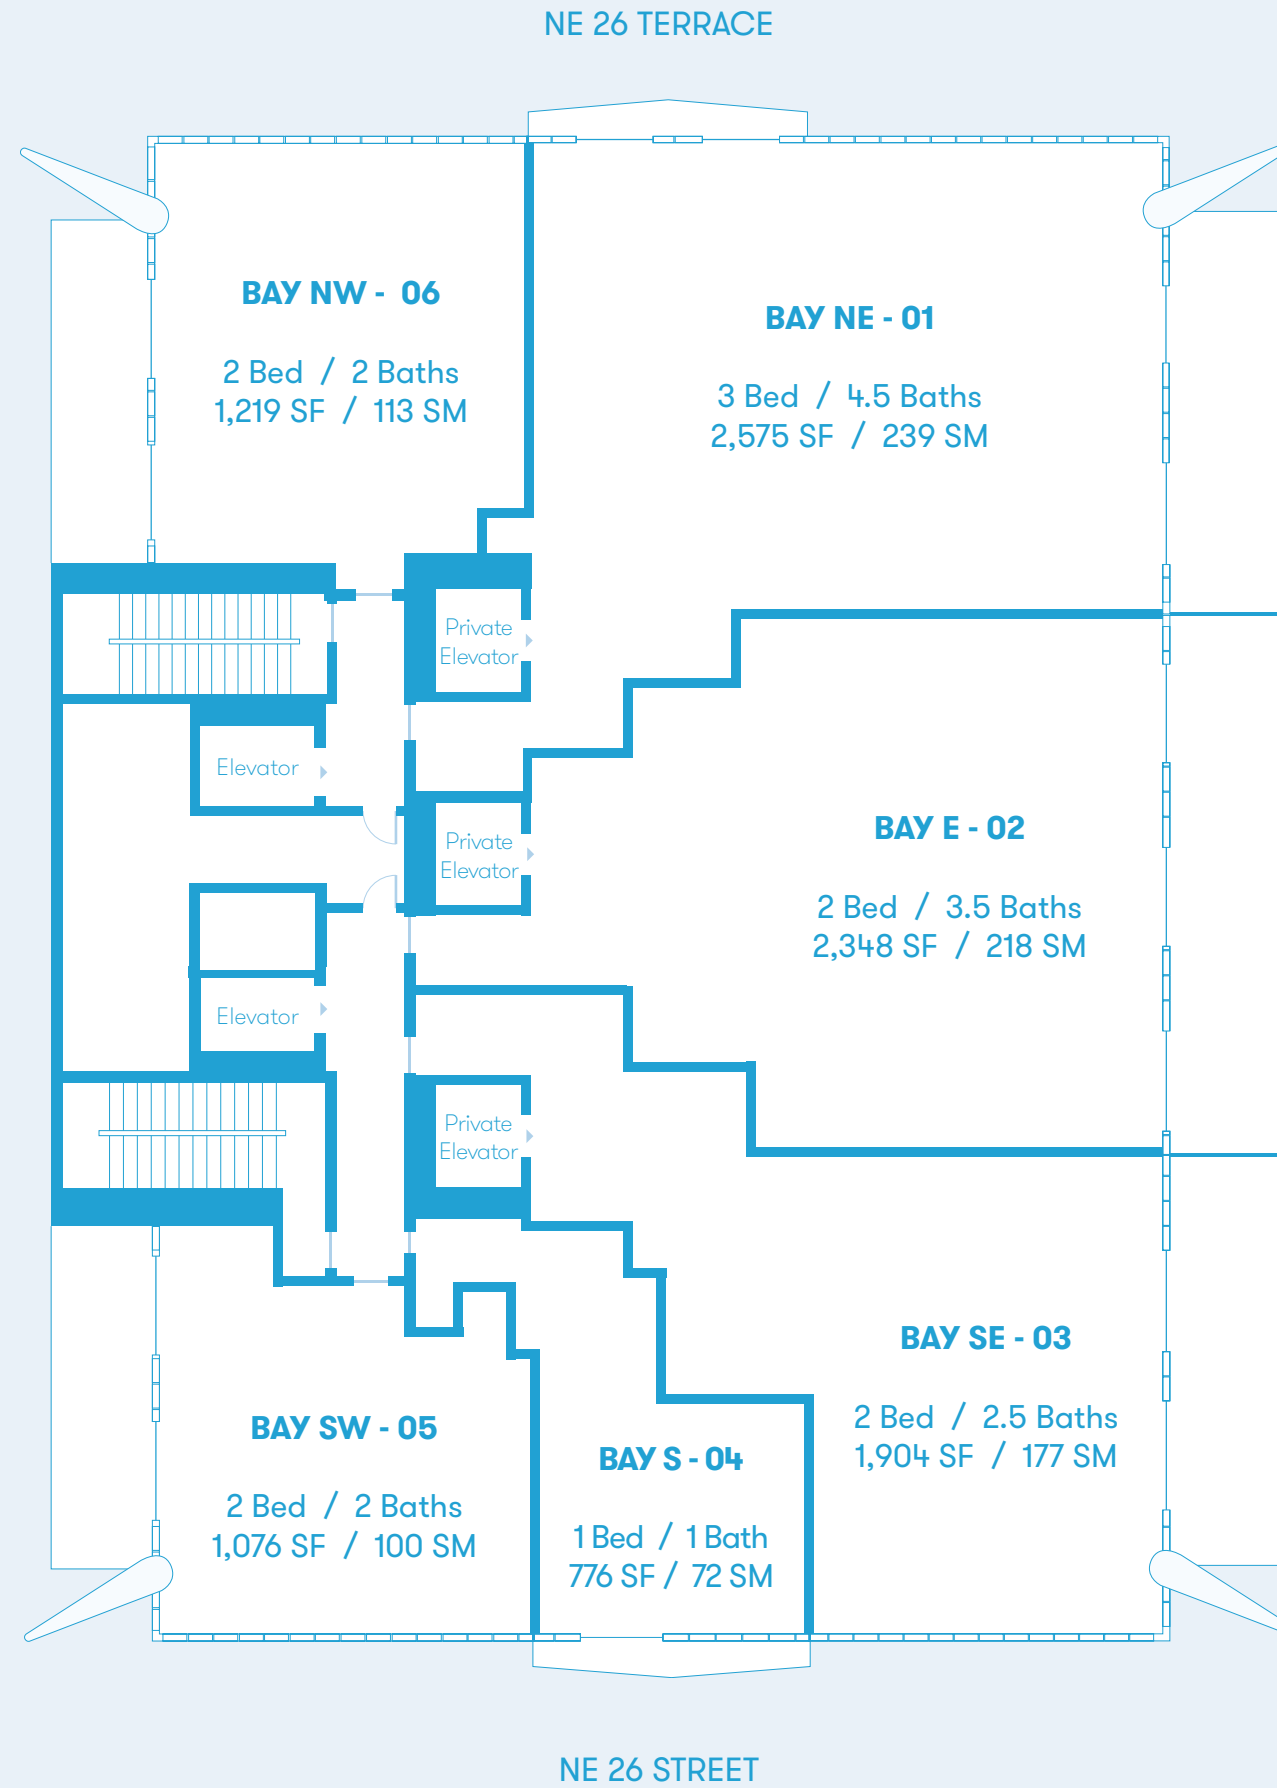 NE 26 TERRACE
BAY NW - 06
2 Bed / 2 Baths
1,219 SF / 113 SM
BAY NE - 01
3 Bed / 4.5 Baths
2,575 SF / 239 SM
Private
Elevator
Elevator
Private
Elevator
BAY E - 02
2 Bed / 3.5 Baths
2,348 SF / 218 SM
Elevator
Private
Elevator
BAY SE - 03
2 Bed / 2.5 Baths
1,904 SF / 177 SM
BAY SW - 05
2 Bed / 2 Baths
1,076 SF / 100 SM
BAY S - 04
1 Bed / 1 Bath
776 SF / 72 SM
NE 26 STREET